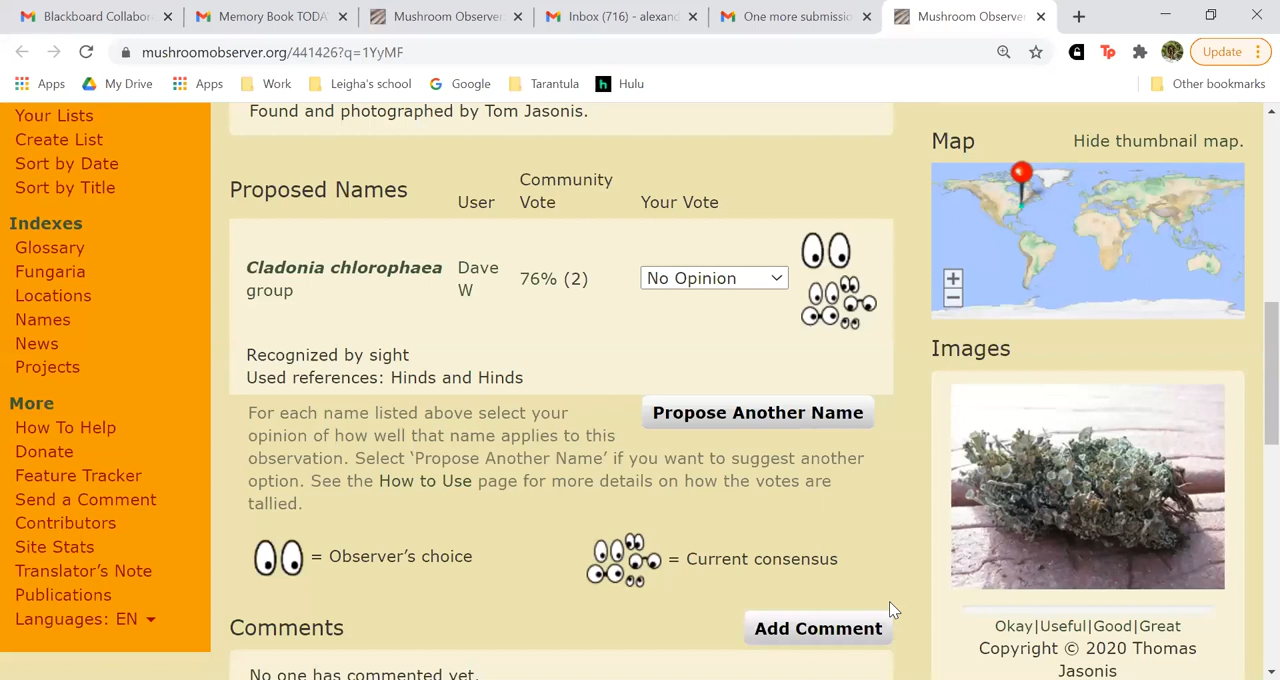 Blackboard Collabor
Memory Book TODA
Mushroom Observer
Inbox (716) - alexand
One more submissio
Mushroom Observe
mushroomobserver.org/441426?q=1YyMF
Update
Apps
My Drive
Apps
Work
Leigha's school
Google
Tarantula
Hulu
Other bookmarks
Your Lists
Create List
Sort by Date
Sort by Title
Indexes
Glossary
Fungaria
Locations
Names
News
Projects
More
How To Help
Donate
Feature Tracker
Send a Comment
Contributors
Site Stats
Translator's Note
Publications
Languages: EN
Found and photographed by Tom Jasonis.
Proposed Names
User
Community
Vote
Your Vote
Cladonia chlorophaea
group
Dave
W
76% (2)
No Opinion
Recognized by sight
Used references: Hinds and Hinds
For each name listed above select your
opinion of how well that name applies to this
observation. Select ‘Propose Another Name’ if you want to suggest another
option. See the How to Use page for more details on how the votes are
tallied.
Propose Another Name
= Observer’s choice
= Current consensus
Comments
Add Comment
No one has commented yet.
Map
Hide thumbnail map.
Images
Okay|Useful|Good|Great
Copyright © 2020 Thomas
Jasonis